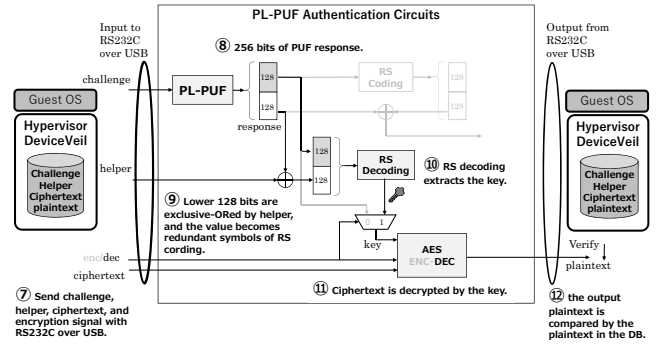 PL-PUF Authentication Circuits
Input to
RS232C
over USB
Output from
RS232C
over USB
⑧ 256 bits of PUF response.
challenge
PL-PUF
128
128
response
RS
Coding
128
128
Guest OS
Hypervisor
DeviceVeil
Challenge
Helper
Ciphertext
plaintext
helper
128
128
RS
Decoding
⑩ RS decoding
extracts the key.
⑨ Lower 128 bits are
exclusive-ORed by helper,
and the value becomes
redundant symbols of RS
cording.
0 1
key
AES
ENC-DEC
enc/dec
ciphertext
⑪ Ciphertext is decrypted by the key.
Guest OS
Hypervisor
DeviceVeil
Challenge
Helper
Ciphertext
plaintext
Verify
plaintext
⑦ Send challenge,
helper, ciphertext, and
encryption signal with
RS232C over USB.
⑫ the output
plaintext is
compared by the
plaintext in the DB.